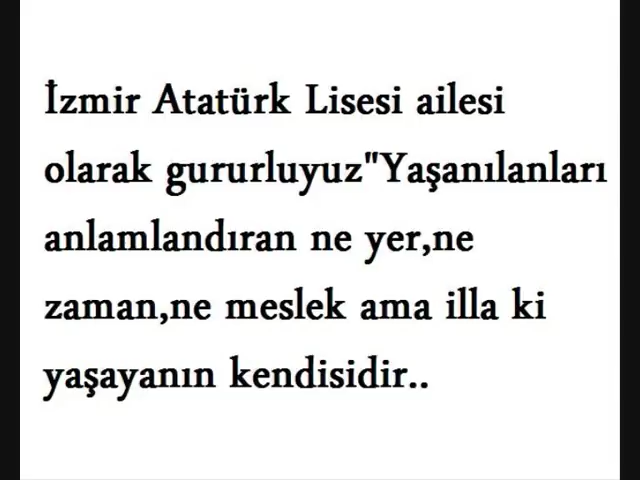 İzmir Atatürk Lisesi ailesi
olarak gururluyuz"Yaşanılanları
anlamlandıran ne yer,ne
zaman,ne meslek ama illa ki
yaşayanın kendisidir..